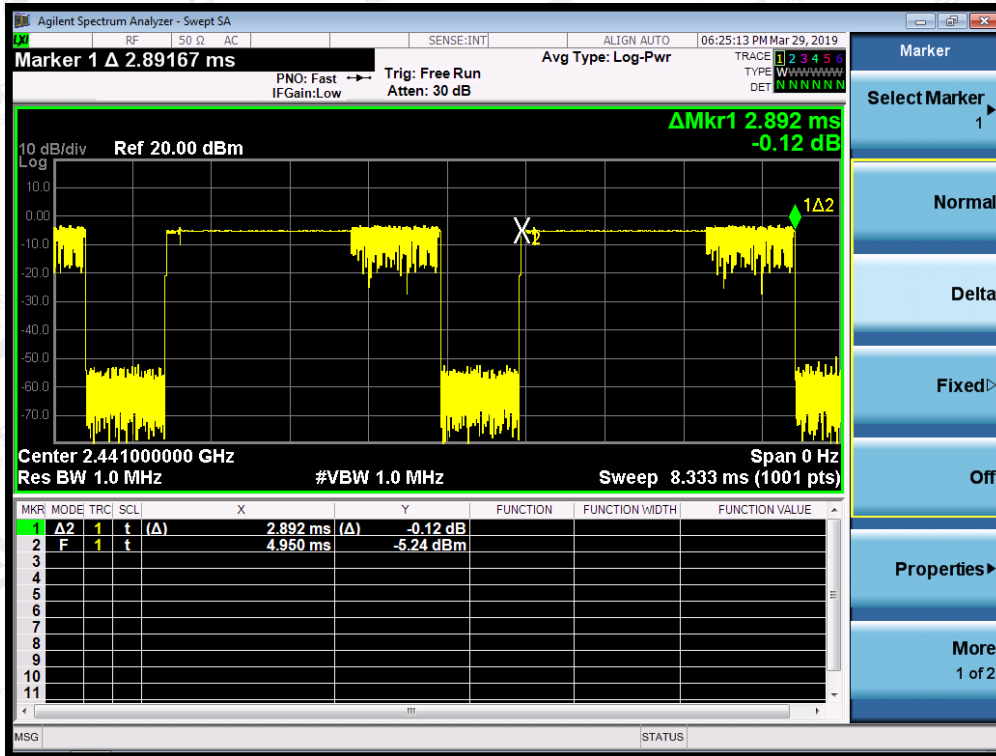 Agilent Spectrum Analyzer - Swept SA
LXI RF 50 Ω AC SENSE:INT ALIGN AUTO 06:25:13 PM Mar 29, 2019
Marker 1 Δ 2.89167 ms
PNO: Fast
IFGain:Low
Trig: Free Run
Atten: 30 dB
Avg Type: Log-Pwr
TRACE 1 2 3 4 5 6
TYPE WWWWWWW
DET N N N N N N
ΔMkr1 2.892 ms
-0.12 dB
10 dB/div Ref 20.00 dBm
Log
10.0
0.00
-10.0
-20.0
-30.0
-40.0
-50.0
-60.0
-70.0
2
1Δ2
Center 2.441000000 GHz Span 0 Hz
Res BW 1.0 MHz #VBW 1.0 MHz Sweep 8.333 ms (1001 pts)
MKR MODE TRC SCL X Y FUNCTION FUNCTION WIDTH FUNCTION VALUE
1 Δ2 1 t (Δ) 2.892 ms (Δ) -0.12 dB
2 F 1 t 4.950 ms -5.24 dBm
3
4
5
6
7
8
9
10
11
MSG STATUS
Marker
Select Marker
1
Normal
Delta
Fixed
Off
Properties
More
1 of 2